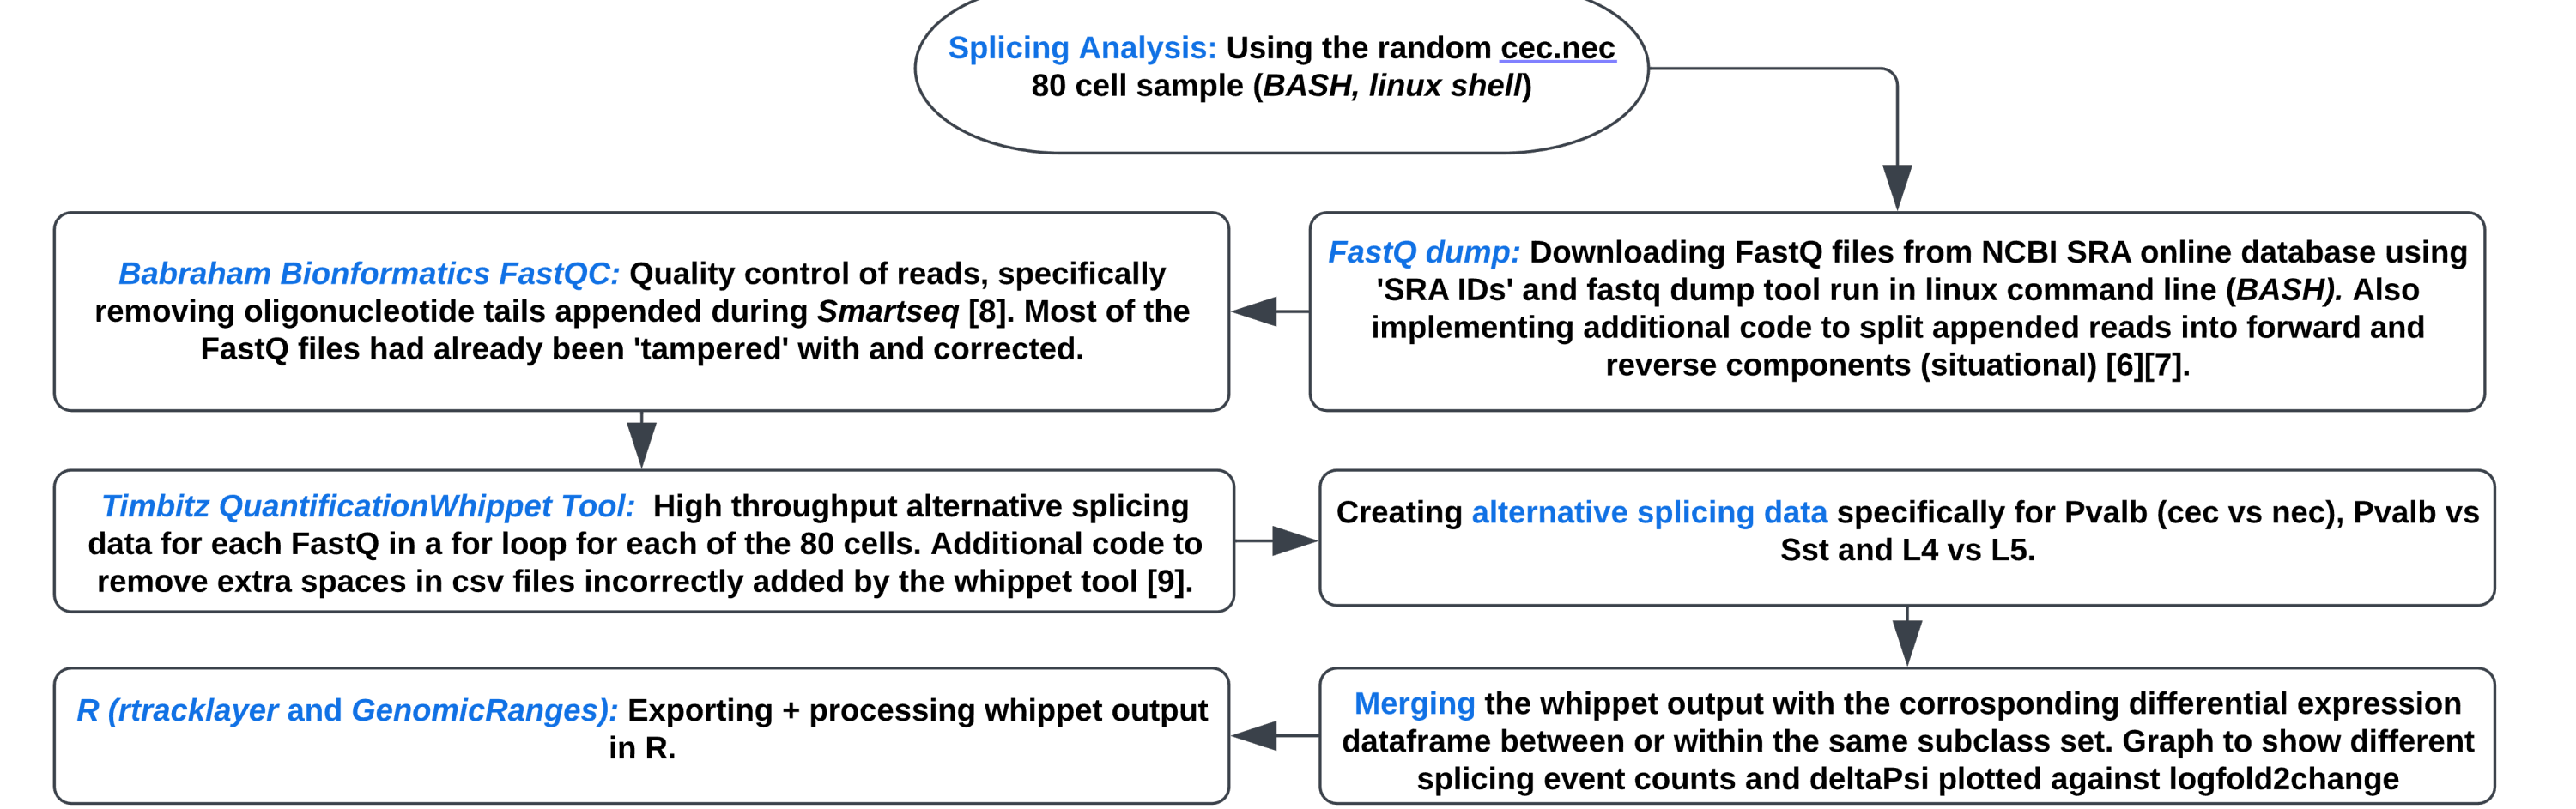 Splicing Analysis: Using the random cec.nec
80 cell sample (BASH, linux shell)
FastQ dump: Downloading FastQ files from NCBI SRA online database using
'SRA IDs' and fastq dump tool run in linux command line (BASH). Also
implementing additional code to split appended reads into forward and
reverse components (situational) [6][7].
Babraham Bionformatics FastQC: Quality control of reads, specifically
removing oligonucleotide tails appended during Smartseq [8]. Most of the
FastQ files had already been 'tampered' with and corrected.
Timbitz QuantificationWhippet Tool: High throughput alternative splicing
data for each FastQ in a for loop for each of the 80 cells. Additional code to
remove extra spaces in csv files incorrectly added by the whippet tool [9].
Creating alternative splicing data specifically for Pvalb (cec vs nec), Pvalb vs
Sst and L4 vs L5.
Merging the whippet output with the corrosponding differential expression
dataframe between or within the same subclass set. Graph to show different
splicing event counts and deltaPsi plotted against logfold2change
R (rtracklayer and GenomicRanges): Exporting + processing whippet output
in R.